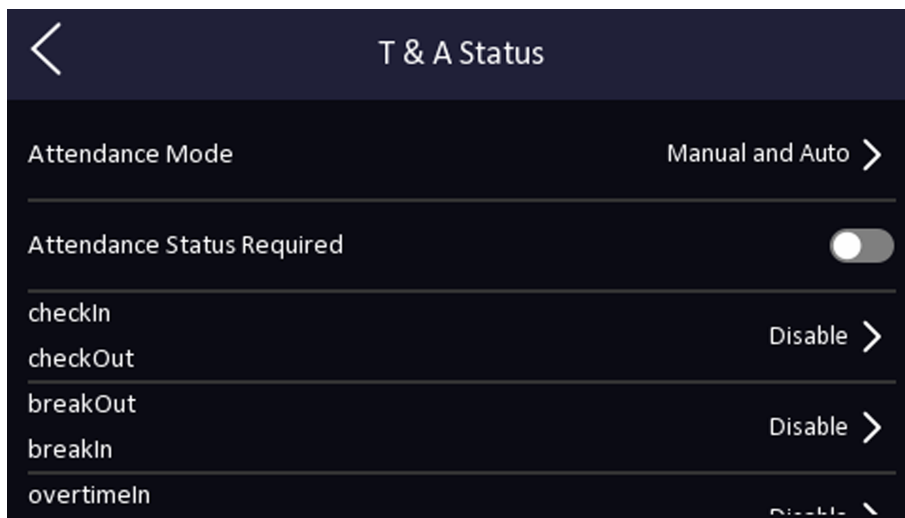 T & A Status
Attendance Mode
Manual and Auto
Attendance Status Required
checkIn
checkOut
Disable
breakOut
breakIn
Disable
overtimeIn